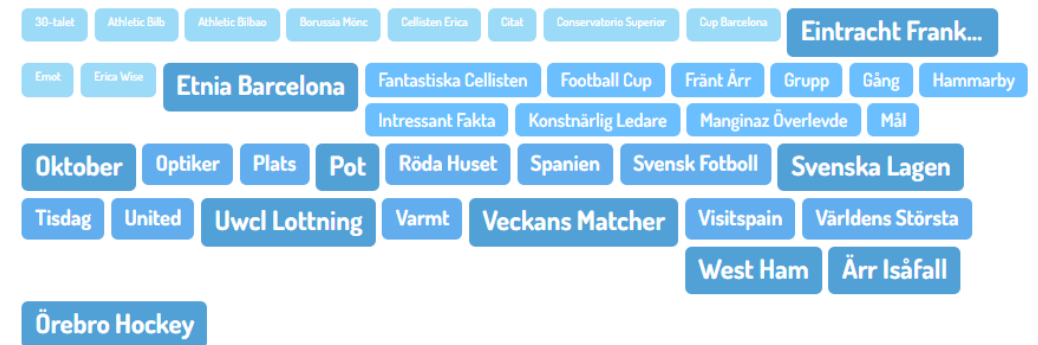 30-talet Athletic Bilb Athletic Bilbao Borussia Mönc Cellisten Erica Citat Conservatorio Superior Cup Barcelona Eintracht Frank...
Emot Erica Wise Etnia Barcelona Fantastiska Cellisten Football Cup Fränt Ärr Grupp Gång Hammarby
Intressant Fakta Konstnärlig Ledare Manginaz Överlevde Mål
Oktober Optiker Plats Pot Röda Huset Spanien Svensk Fotboll Svenska Lagen
Tisdag United Uwcl Lottning Varmt Veckans Matcher Visitspain Världens Största
West Ham Ärr Isåfall
Örebro Hockey